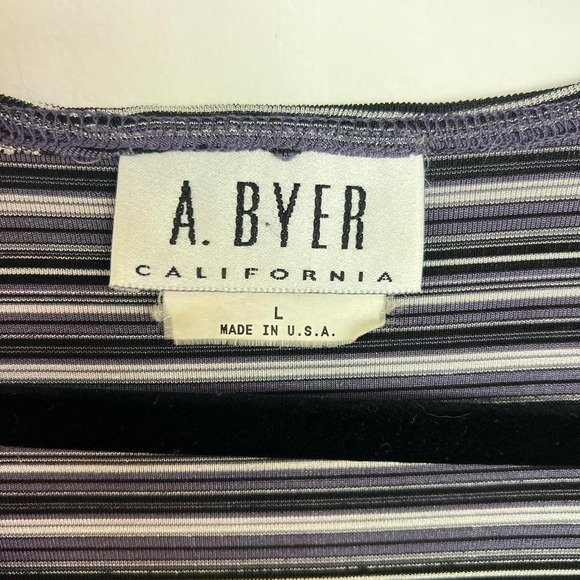 A. BYER
CALIFORNIA
L
MADE IN U.S.A.